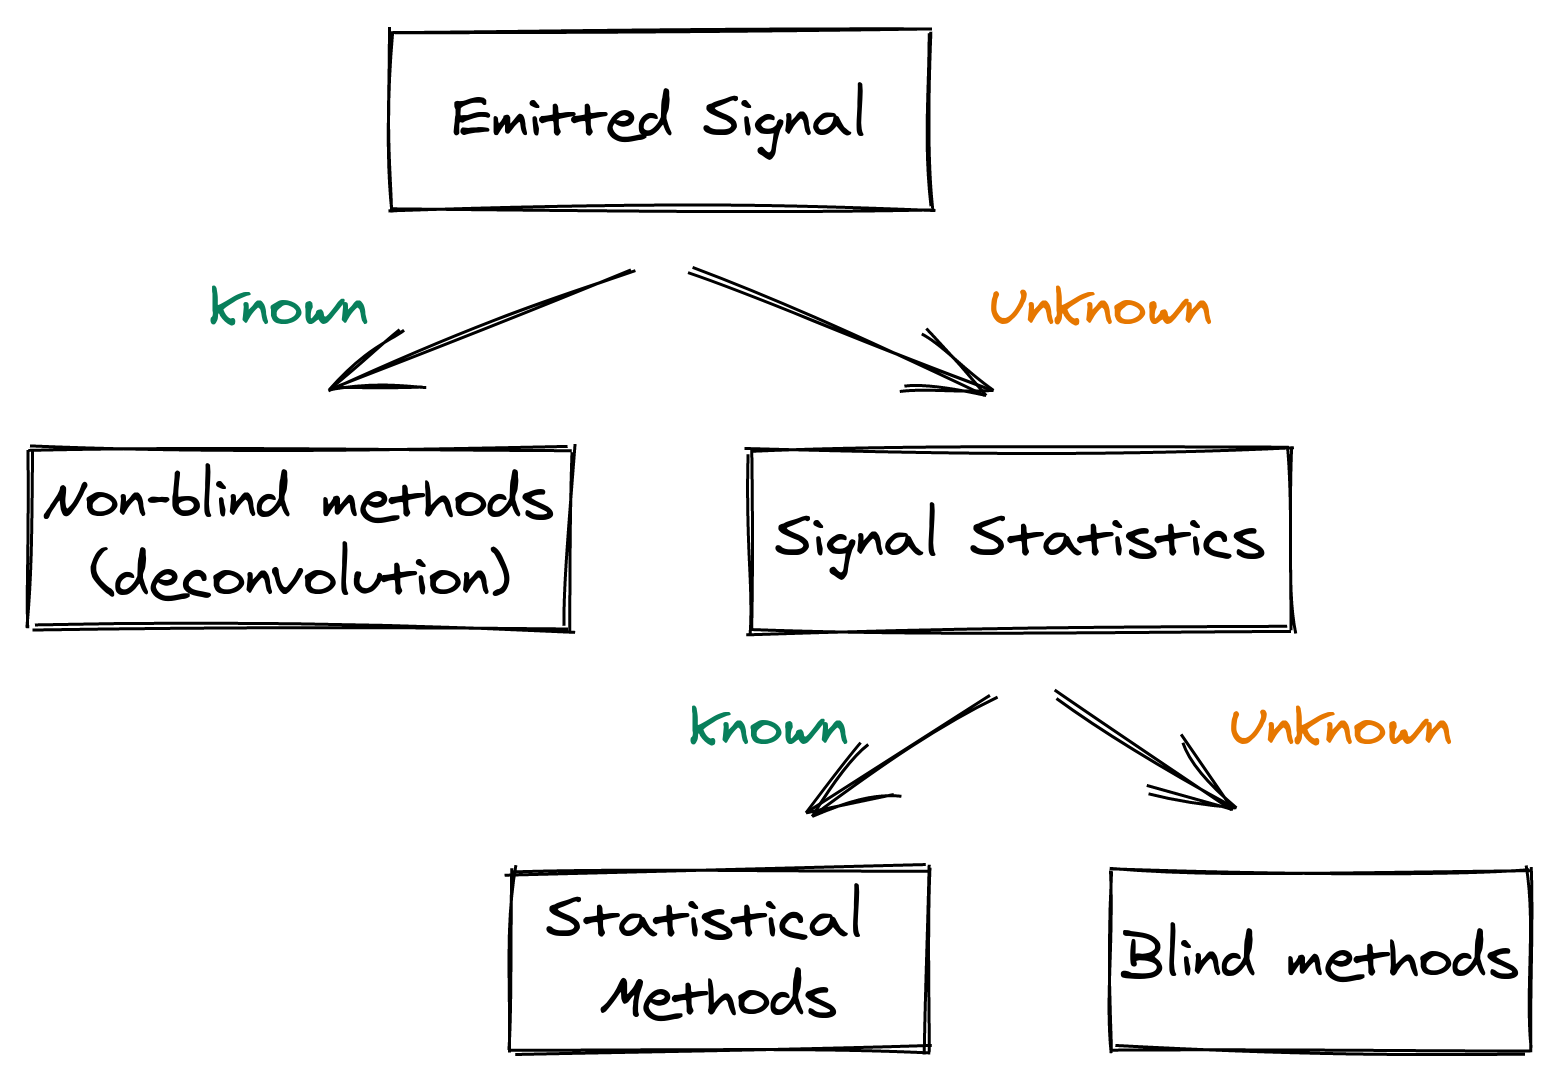 Emitted Signal
Known
Unknown
Non-blind methods
(deconvolution)
Signal Statistics
Known
Unknown
Statistical
Methods
Blind methods